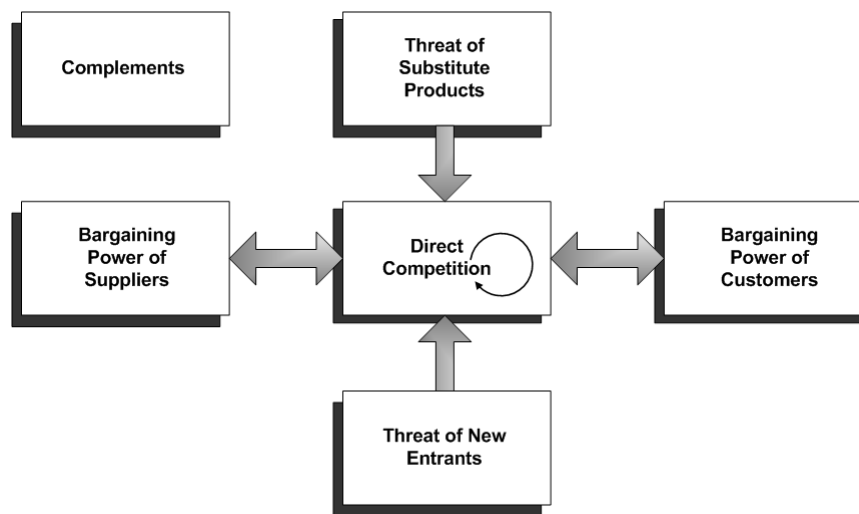 Complements
Threat of
Substitute
Products
Bargaining
Power of
Suppliers
Direct
Competition
Bargaining
Power of
Customers
Threat of New
Entrants